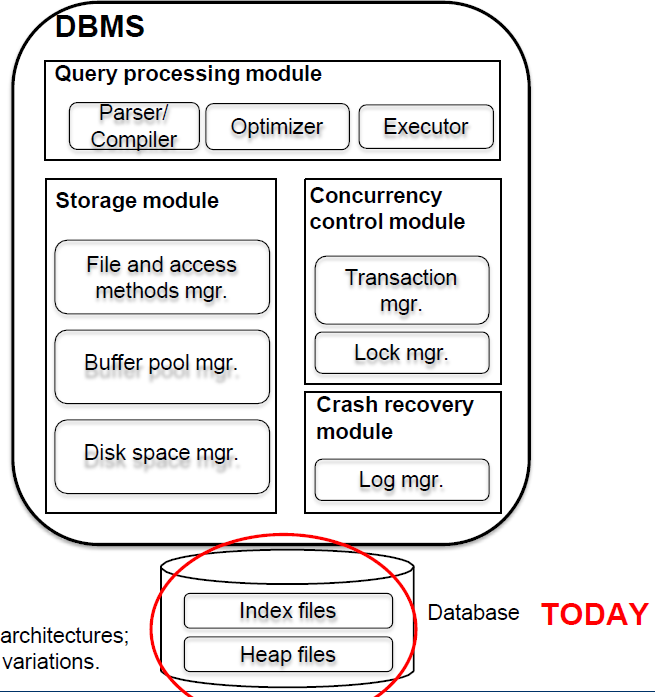 DBMS
Query processing module
Parser/
Compiler
Optimizer
Executor
Storage module
File and access
methods mgr.
Buffer pool mgr.
Disk space mgr.
Concurrency
control module
Transaction
mgr.
Lock mgr.
Crash recovery
module
Log mgr.
Index files
Heap files
Database
TODAY
architectures;
variations.